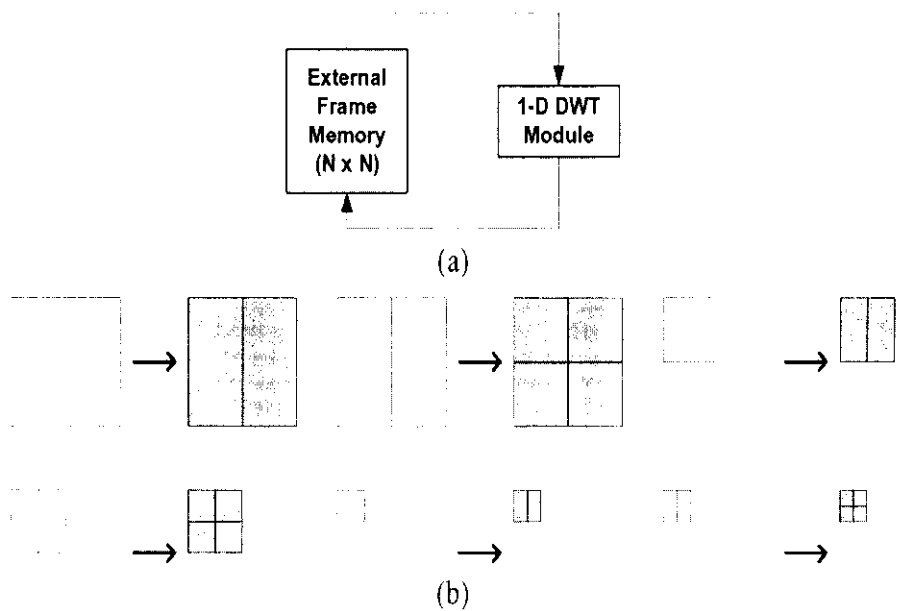 External
Frame
Memory
(N x N)
1-D DWT
Module
(a)
(b)